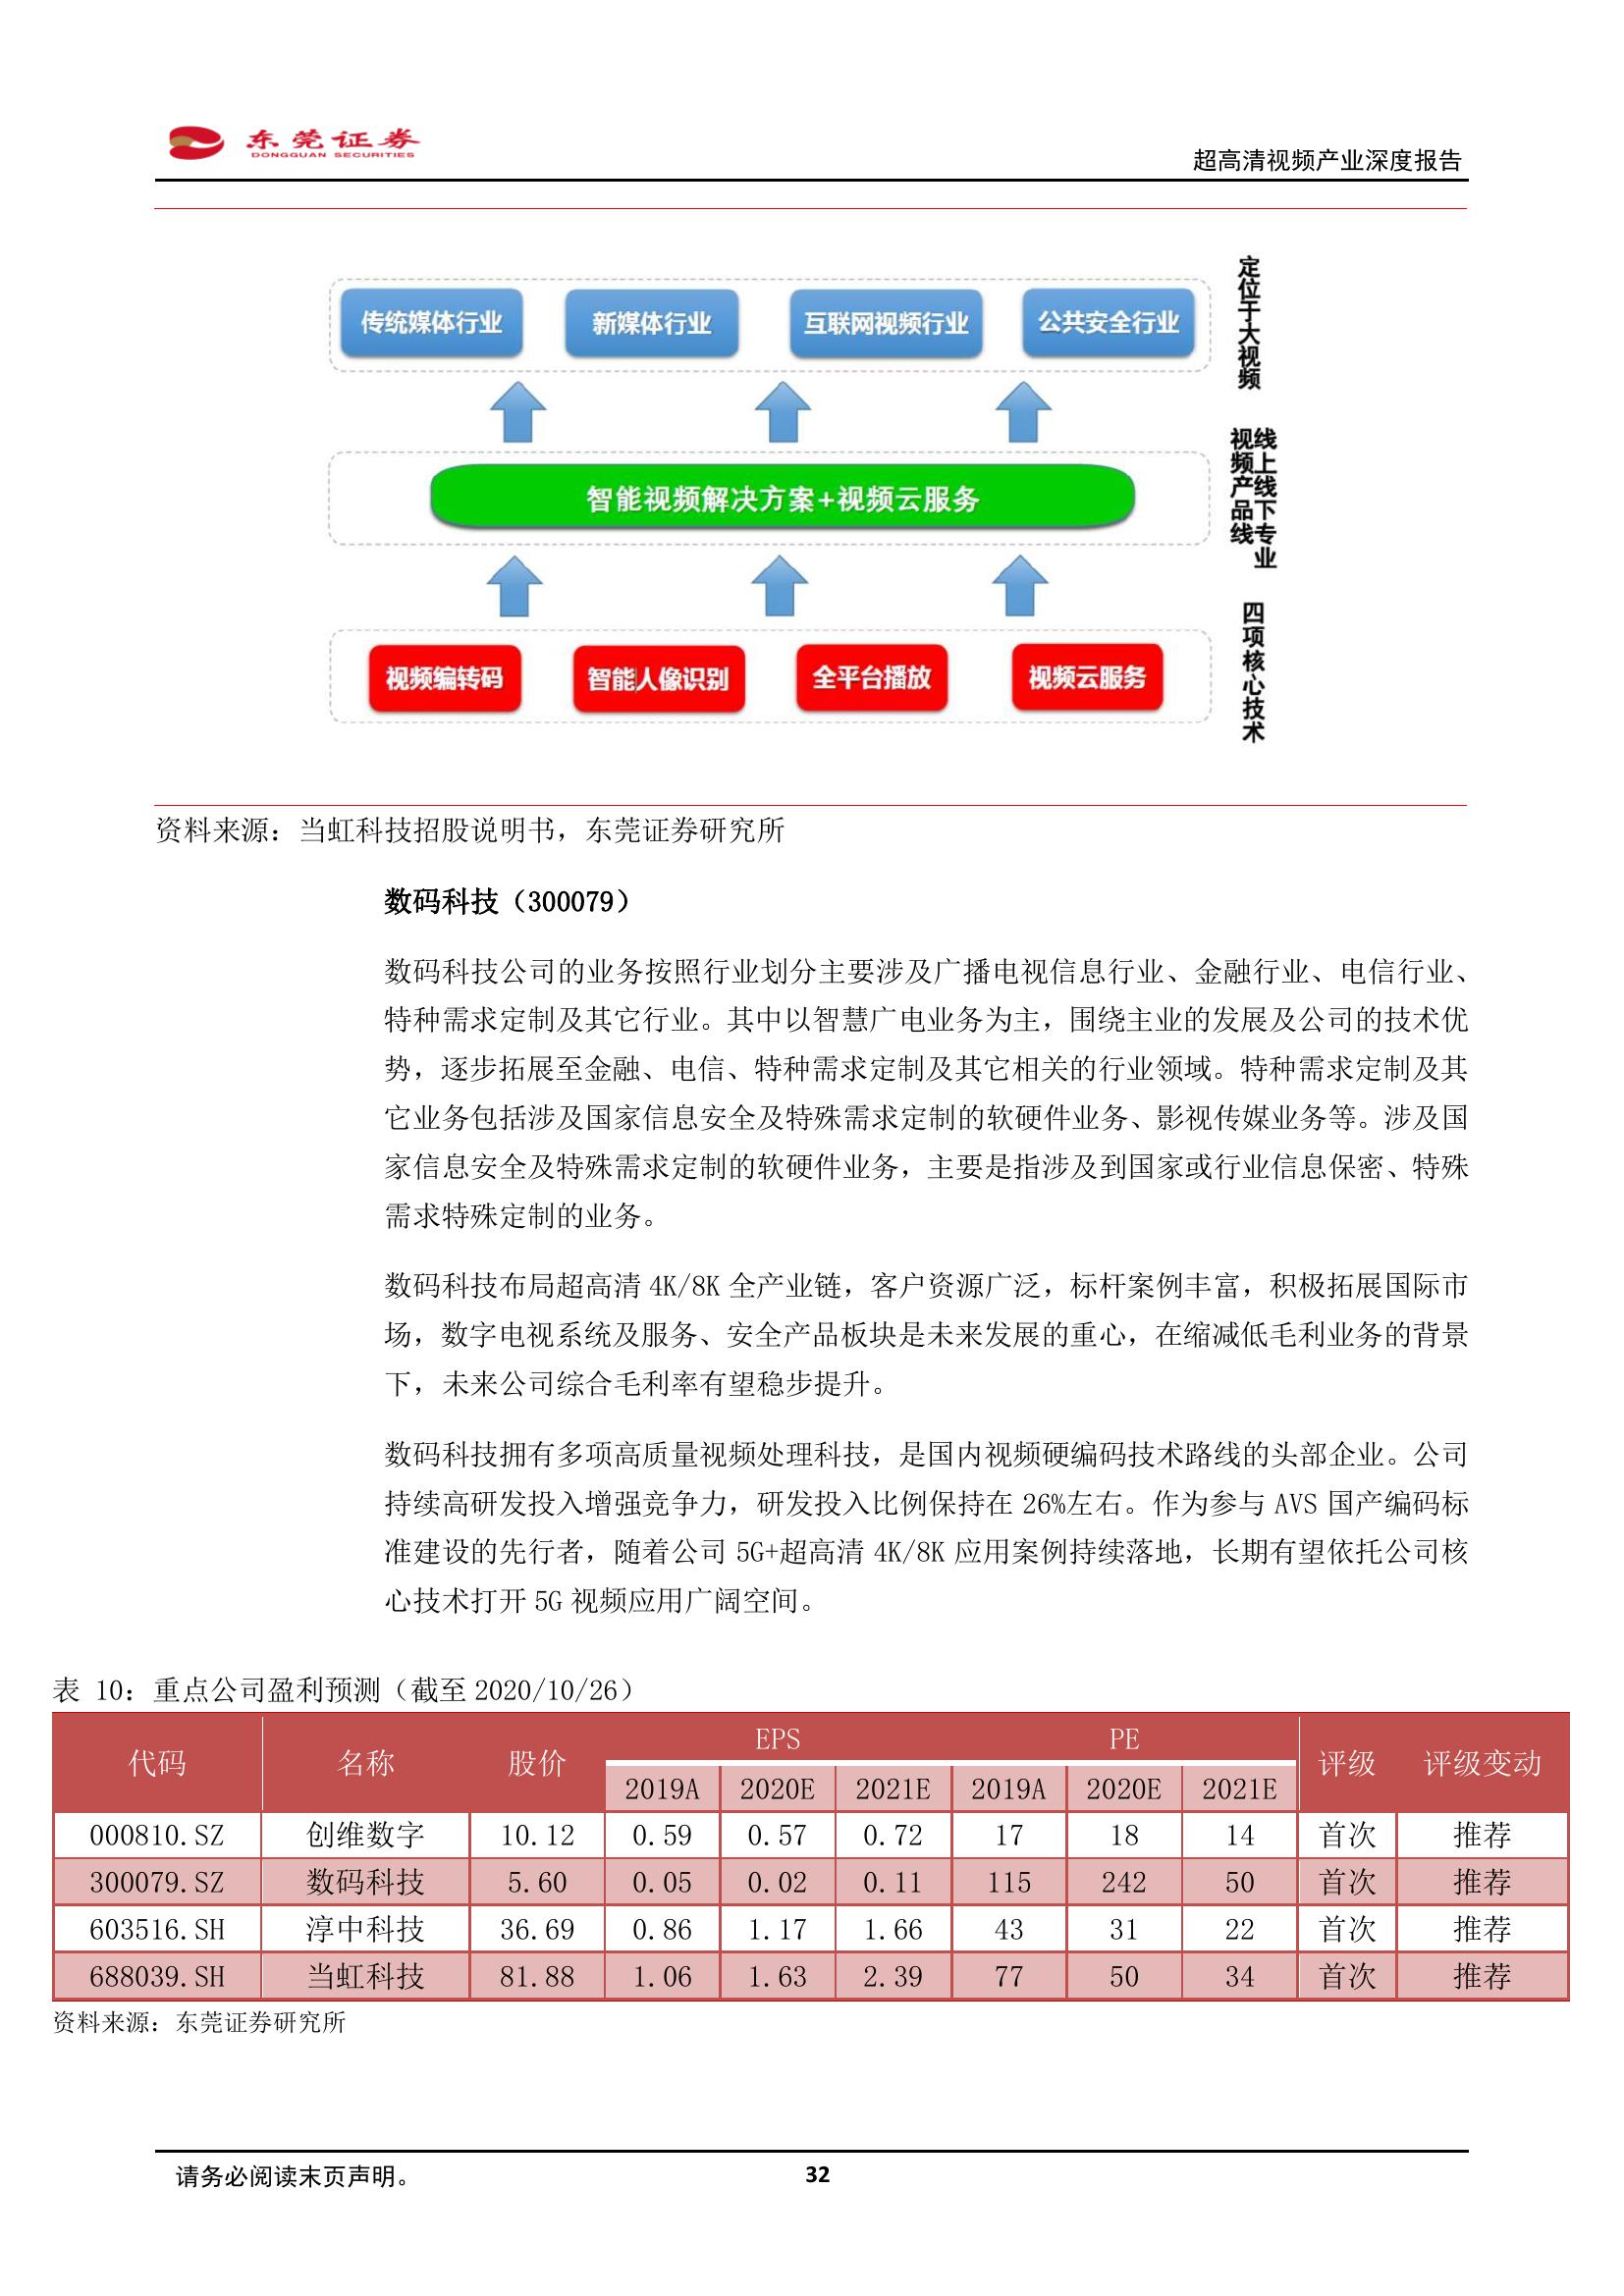 东莞证券
DONGGUAN SECURITIES
超高清视频产业深度报告
传统媒体行业 新媒体行业 互联网视频行业 公共安全行业
定位于大视频
智能视频解决方案+视频云服务
线上线下专业
视频产品线
视频编转码 智能人像识别 全平台播放 视频云服务
四项核心技术
资料来源：当虹科技招股说明书，东莞证券研究所
数码科技（300079）
数码科技公司的业务按照行业划分主要涉及广播电视信息行业、金融行业、电信行业、
特种需求定制及其它行业。其中以智慧广电业务为主，围绕主业的发展及公司的技术优
势，逐步拓展至金融、电信、特种需求定制及其它相关的行业领域。特种需求定制及其
它业务包括涉及国家信息安全及特殊需求定制的软硬件业务、影视传媒业务等。涉及国
家信息安全及特殊需求定制的软硬件业务，主要是指涉及到国家或行业信息保密、特殊
需求特殊定制的业务。
数码科技布局超高清 4K/8K 全产业链，客户资源广泛，标杆案例丰富，积极拓展国际市
场，数字电视系统及服务、安全产品板块是未来发展的重心，在缩减低毛利业务的背景
下，未来公司综合毛利率有望稳步提升。
数码科技拥有多项高质量视频处理科技，是国内视频硬编码技术路线的头部企业。公司
持续高研发投入增强竞争力，研发投入比例保持在 26%左右。作为参与 AVS 国产编码标
准建设的先行者，随着公司 5G+超高清 4K/8K 应用案例持续落地，长期有望依托公司核
心技术打开 5G 视频应用广阔空间。
表 10：重点公司盈利预测（截至 2020/10/26）
代码 名称 股价 EPS PE 评级 评级变动
2019A 2020E 2021E 2019A 2020E 2021E
000810.SZ 创维数字 10.12 0.59 0.57 0.72 17 18 14 首次 推荐
300079.SZ 数码科技 5.60 0.05 0.02 0.11 115 242 50 首次 推荐
603516.SH 淳中科技 36.69 0.86 1.17 1.66 43 31 22 首次 推荐
688039.SH 当虹科技 81.88 1.06 1.63 2.39 77 50 34 首次 推荐
资料来源：东莞证券研究所
请务必阅读末页声明。
32